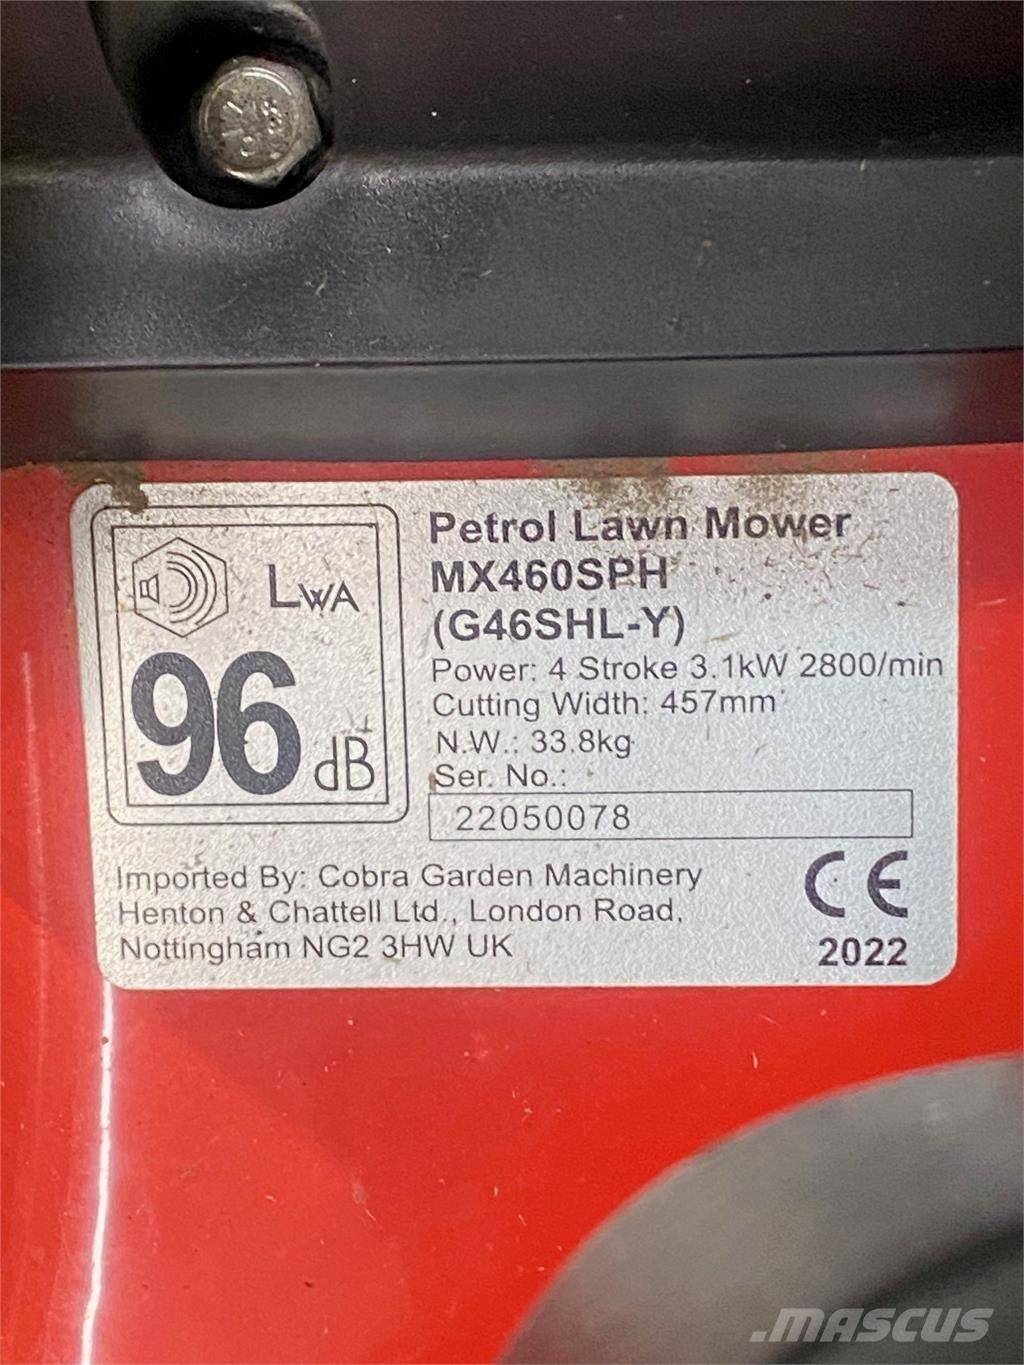 LWA
96 dB
Petrol Lawn Mower
MX460SPH
(G46SHL-Y)
Power: 4 Stroke 3.1kW 2800/min
Cutting Width: 457mm
N.W.: 33.8kg
Ser. No.:
22050078
Imported By: Cobra Garden Machinery
Henton & Chattell Ltd., London Road,
Nottingham NG2 3HW UK
CE
2022
.MASCUS